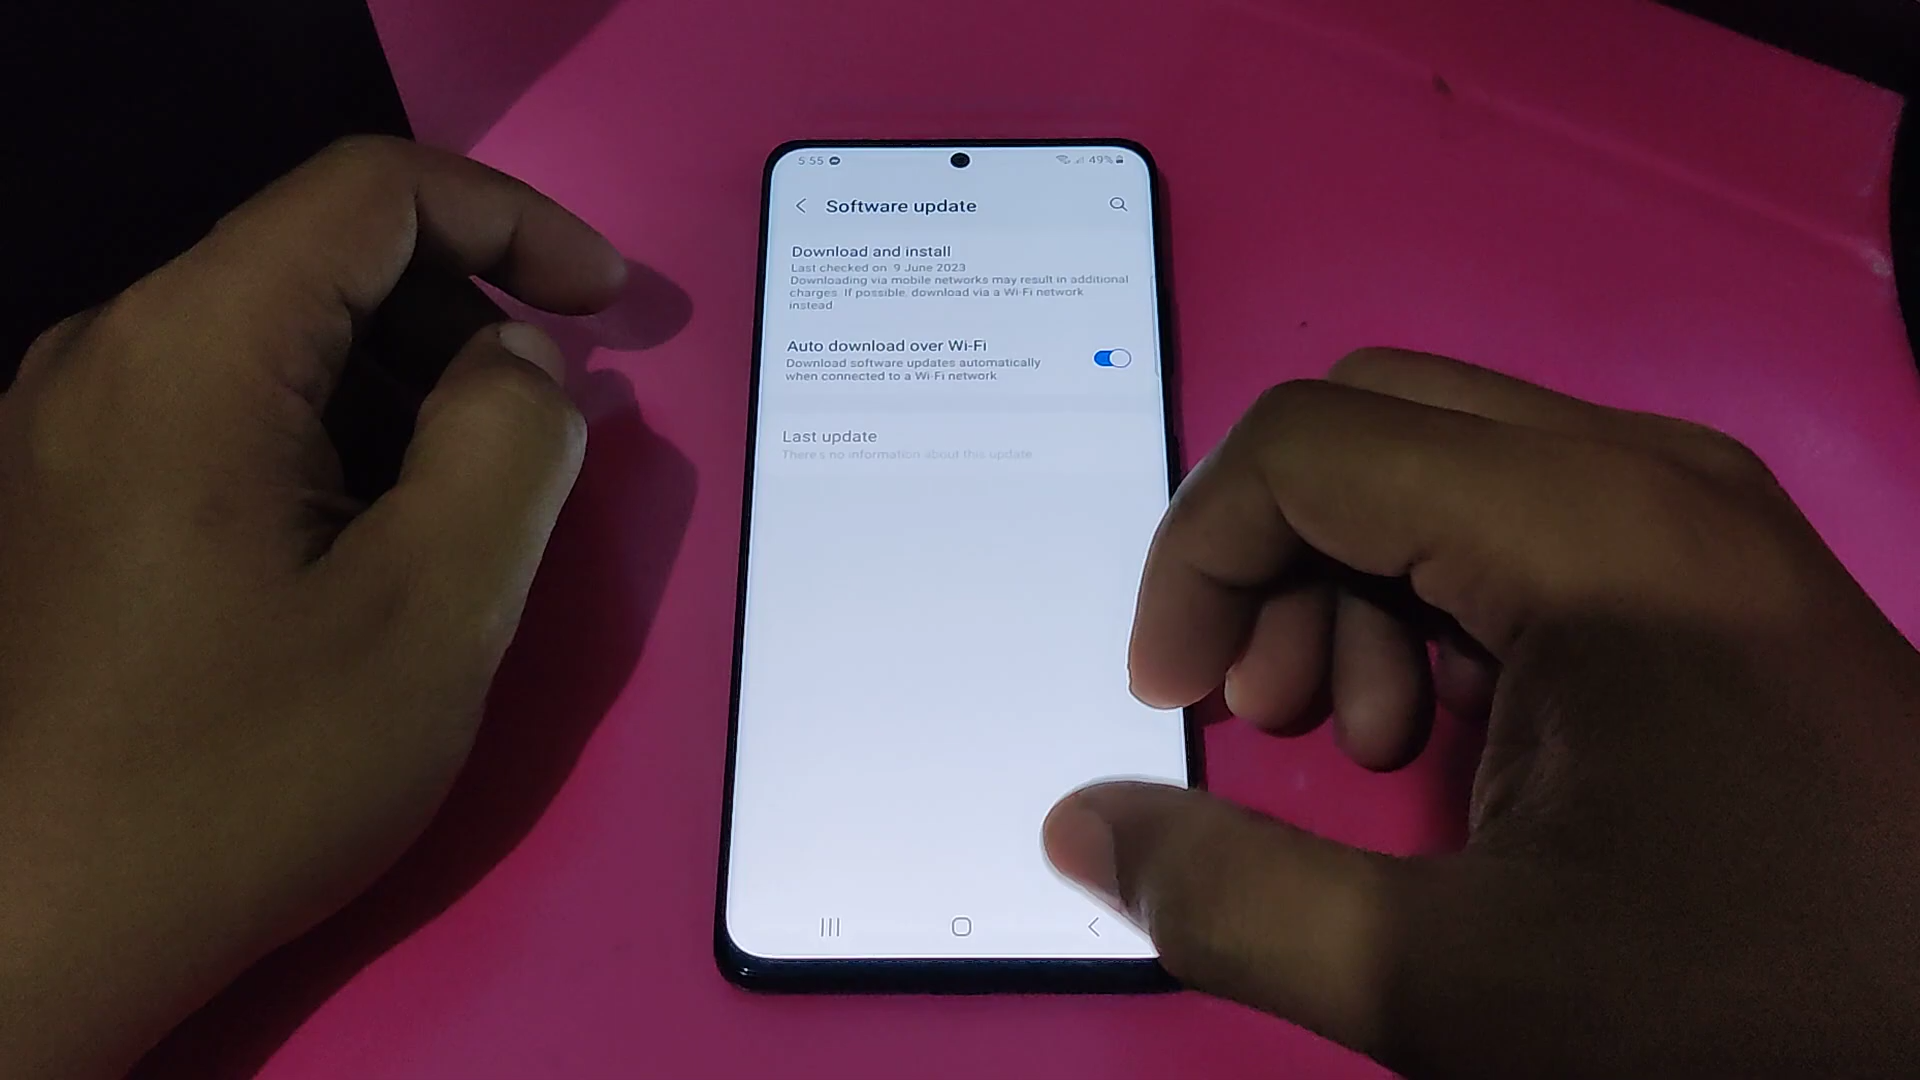 5:55 49%
Software update
Download and install
Last checked on 9 June 2023
Downloading via mobile networks may result in additional
charges. If possible, download via a Wi-Fi network
instead.
Auto download over Wi-Fi
Download software updates automatically
when connected to a Wi-Fi network.
Last update
There's no information about this update.